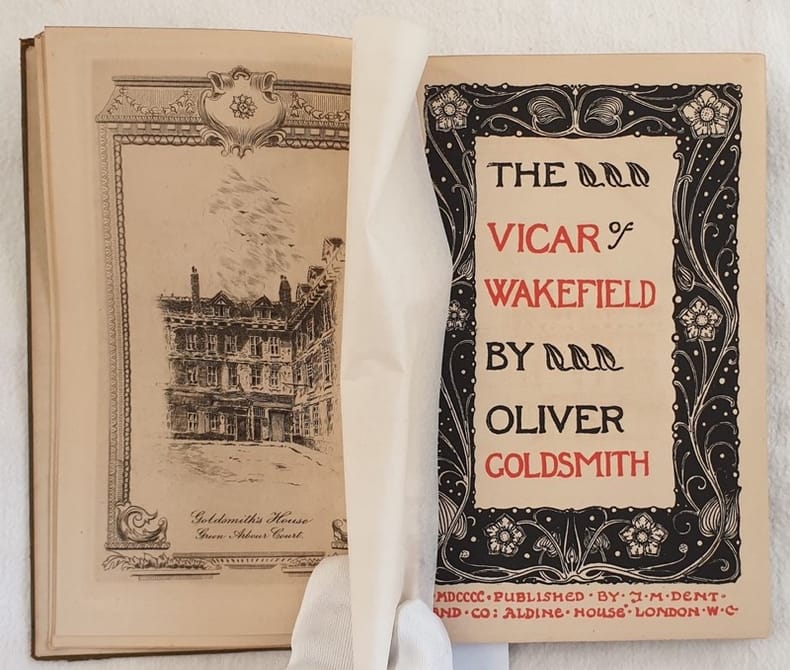 Goldsmith's House
Green Arbour Court.
THE
VICAR of
WAKEFIELD
BY
OLIVER
GOLDSMITH
MDCCCC • PUBLISHED • BY • J • M • DENT •
AND • CO: ALDINE • HOUSE • LONDON • W • C •